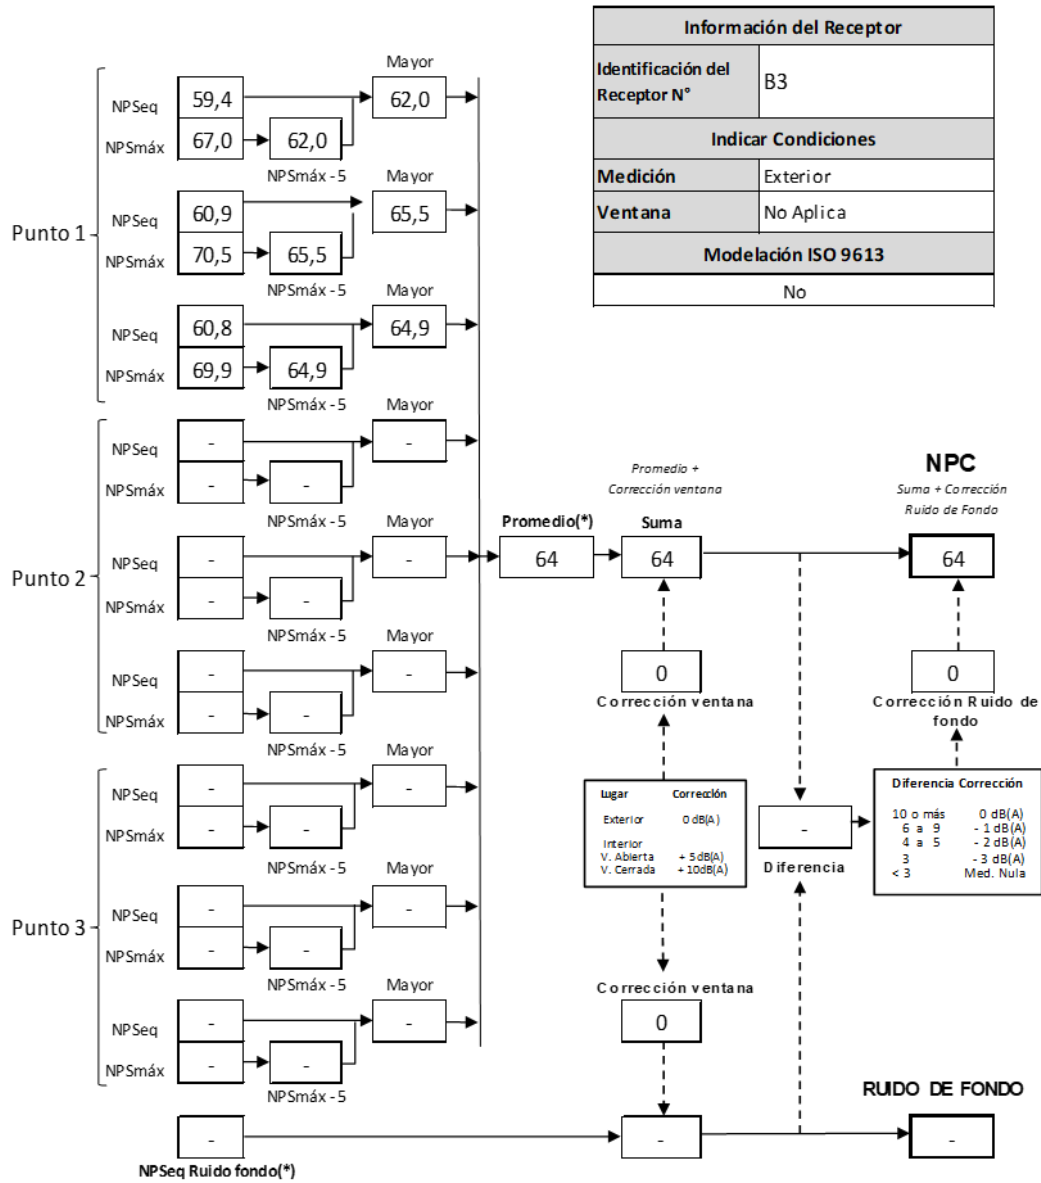 Información del Receptor
Identificación del Receptor N° B3
Indicar Condiciones
Medición Exterior
Ventana No Aplica
Modelación ISO 9613
No
Punto 1
Mayor
NPSeq 59,4 62,0
NPSmáx 67,0 62,0
NPSmáx - 5
Mayor
NPSeq 60,9 65,5
NPSmáx 70,5 65,5
NPSmáx - 5
Mayor
NPSeq 60,8 64,9
NPSmáx 69,9 64,9
NPSmáx - 5
Punto 2
Mayor
NPSeq - -
NPSmáx - -
NPSmáx - 5
Mayor
NPSeq - -
NPSmáx - -
NPSmáx - 5
Mayor
NPSeq - -
NPSmáx - -
NPSmáx - 5
Punto 3
Mayor
NPSeq - -
NPSmáx - -
NPSmáx - 5
Mayor
NPSeq - -
NPSmáx - -
NPSmáx - 5
Mayor
NPSeq - -
NPSmáx - -
NPSmáx - 5
-
NPSeq Ruido fondo(*)
Promedio(*)
64
Promedio +
Corrección ventana
Suma
64
0
Corrección ventana
Lugar Corrección
Exterior 0 dB(A)
Interior
V. Abierta + 5dB(A)
V. Cerrada + 10dB(A)
Corrección ventana
0
-
-
Diferencia
NPC
Suma + Corrección
Ruido de Fondo
64
0
Corrección Ruido de
fondo
Diferencia Corrección
10 o más 0 dB(A)
6 a 9 - 1 dB(A)
4 a 5 - 2 dB(A)
3 - 3 dB(A)
< 3 Med. Nula
RUIDO DE FONDO
-